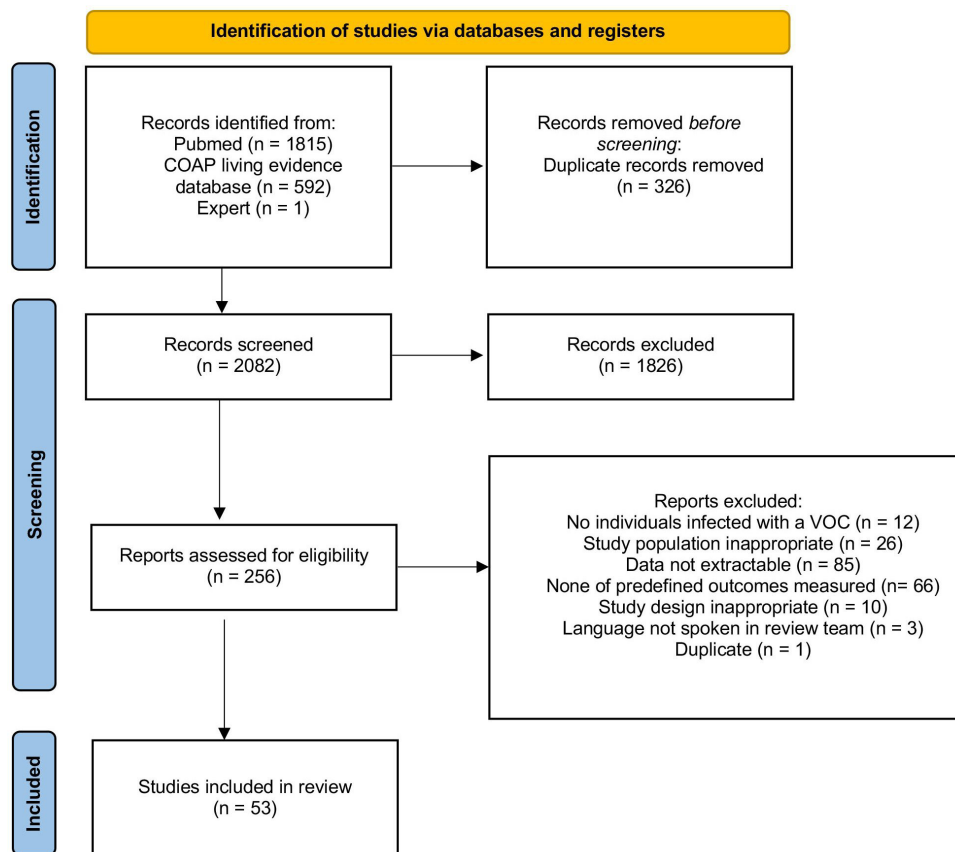 Identification of studies via databases and registers
Identification
Records identified from:
Pubmed (n = 1815)
COAP living evidence
database (n = 592)
Expert (n = 1)
Records removed before
screening:
Duplicate records removed
(n = 326)
Screening
Records screened
(n = 2082)
Records excluded
(n = 1826)
Reports assessed for eligibility
(n = 256)
Reports excluded:
No individuals infected with a VOC (n = 12)
Study population inappropriate (n = 26)
Data not extractable (n = 85)
None of predefined outcomes measured (n= 66)
Study design inappropriate (n = 10)
Language not spoken in review team (n = 3)
Duplicate (n = 1)
Included
Studies included in review
(n = 53)